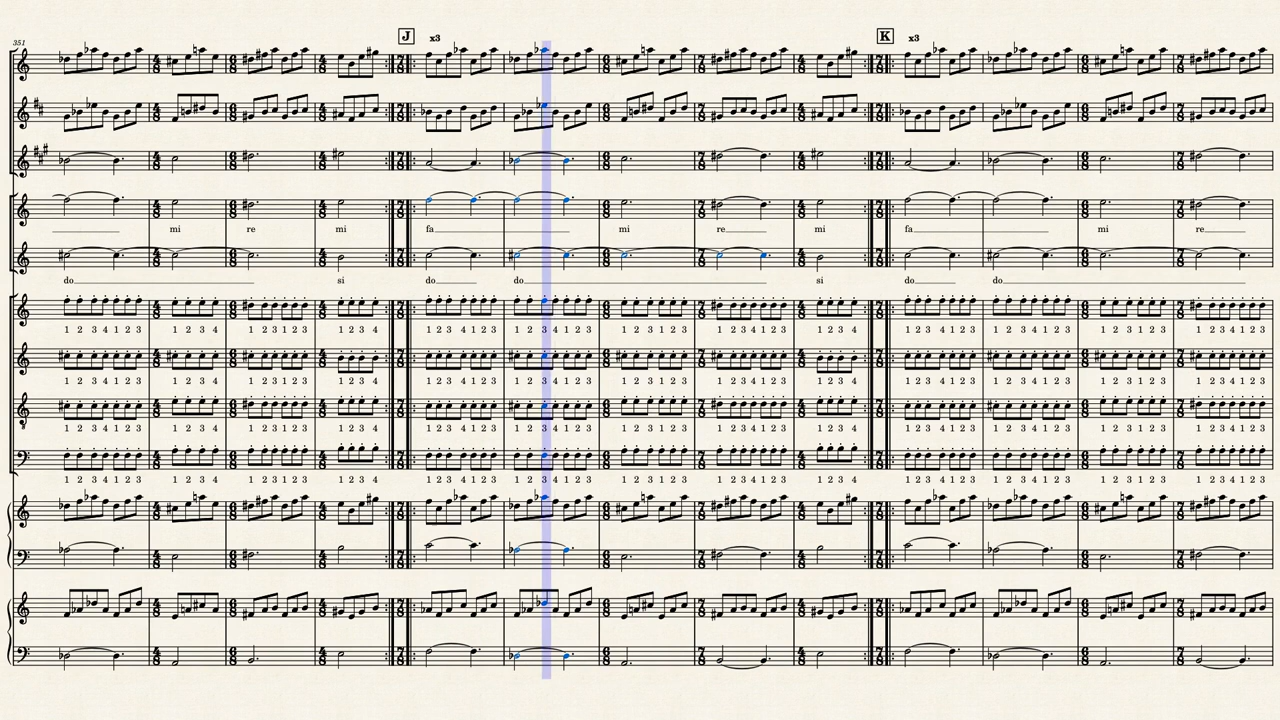 J x3 K x3
351
mi re mi fa mi re mi fa mi re
do si do do si do do
1 2 3 4 1 2 3 1 2 3 4 1 2 3 1 2 3 1 2 3 4 1 2 3 4 1 2 3 1 2 3 4 1 2 3 1 2 3 1 2 3 1 2 3 4 1 2 3 1 2 3 4 1 2 3 4 1 2 3 1 2 3 4 1 2 3 1 2 3 1 2 3 1 2 3 4 1 2 3
1 2 3 4 1 2 3 1 2 3 4 1 2 3 1 2 3 1 2 3 4 1 2 3 4 1 2 3 1 2 3 4 1 2 3 1 2 3 1 2 3 1 2 3 4 1 2 3 1 2 3 4 1 2 3 4 1 2 3 1 2 3 4 1 2 3 1 2 3 1 2 3 1 2 3 4 1 2 3
1 2 3 4 1 2 3 1 2 3 4 1 2 3 1 2 3 1 2 3 4 1 2 3 4 1 2 3 1 2 3 4 1 2 3 1 2 3 1 2 3 1 2 3 4 1 2 3 1 2 3 4 1 2 3 4 1 2 3 1 2 3 4 1 2 3 1 2 3 1 2 3 1 2 3 4 1 2 3
1 2 3 4 1 2 3 1 2 3 4 1 2 3 1 2 3 1 2 3 4 1 2 3 4 1 2 3 1 2 3 4 1 2 3 1 2 3 1 2 3 1 2 3 4 1 2 3 1 2 3 4 1 2 3 4 1 2 3 1 2 3 4 1 2 3 1 2 3 1 2 3 1 2 3 4 1 2 3